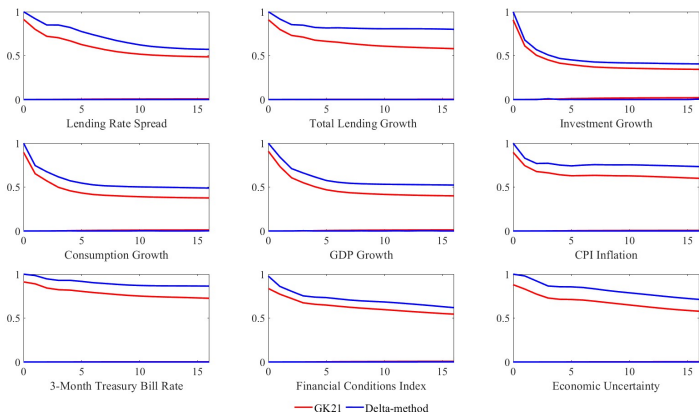 1
1
1
0.5
0.5
0.5
0
0
0
0 5 10 15
0 5 10 15
0 5 10 15
Lending Rate Spread
Total Lending Growth
Investment Growth
1
1
1
0.5
0.5
0.5
0
0
0
0 5 10 15
0 5 10 15
0 5 10 15
Consumption Growth
GDP Growth
CPI Inflation
1
1
1
0.5
0.5
0.5
0
0
0
0 5 10 15
0 5 10 15
0 5 10 15
3-Month Treasury Bill Rate
Financial Conditions Index
Economic Uncertainty
GK21 Delta-method